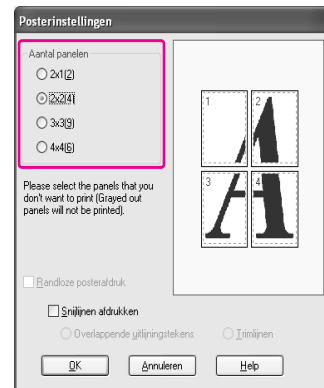 Posterinstellingen
Aantal panelen
2x1(2)
2x2(4)
3x3(9)
4x4(6)
1 2
3 4
Please select the panels that you
don't want to print (Grayed out
panels will not be printed).
Randloze posterafdruk
Snijlijnen afdrukken
Overlappende uitlijningstekens Trimlijnen
OK Annuleren Help